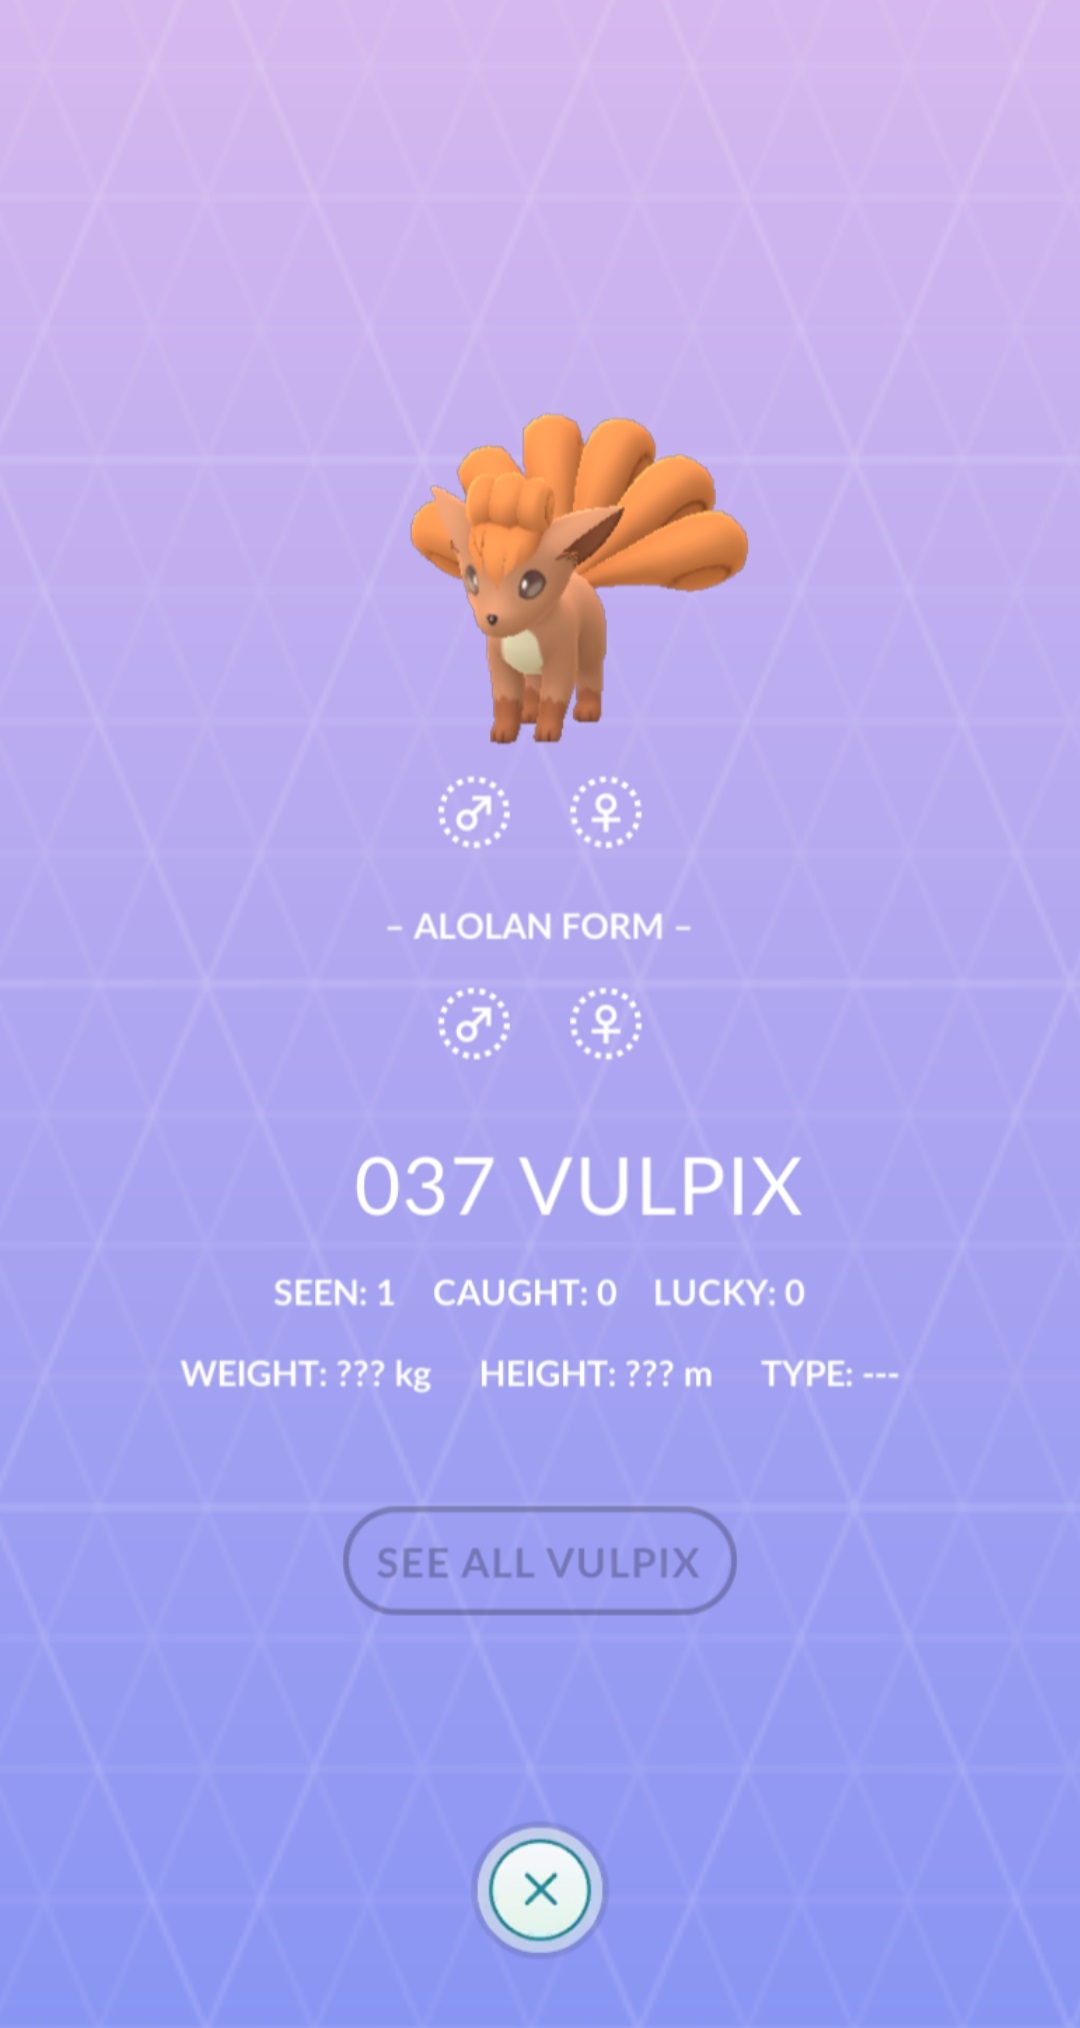 – ALOLAN FORM –
037 VULPIX
SEEN: 1 CAUGHT: 0 LUCKY: 0
WEIGHT: ??? kg HEIGHT: ??? m TYPE: ---
SEE ALL VULPIX